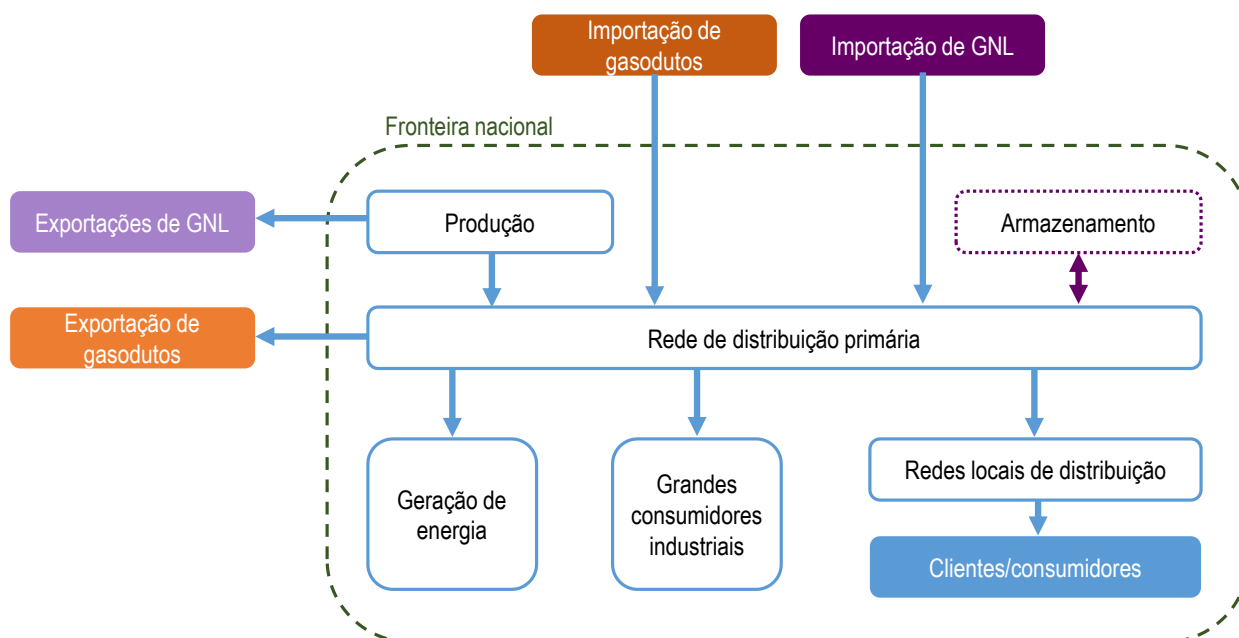 Importação de
gasodutos
Importação de GNL
Fronteira nacional
Exportações de GNL
Produção
Armazenamento
Exportação de
gasodutos
Rede de distribuição primária
Geração de
energia
Grandes
consumidores
industriais
Redes locais de distribuição
Clientes/consumidores